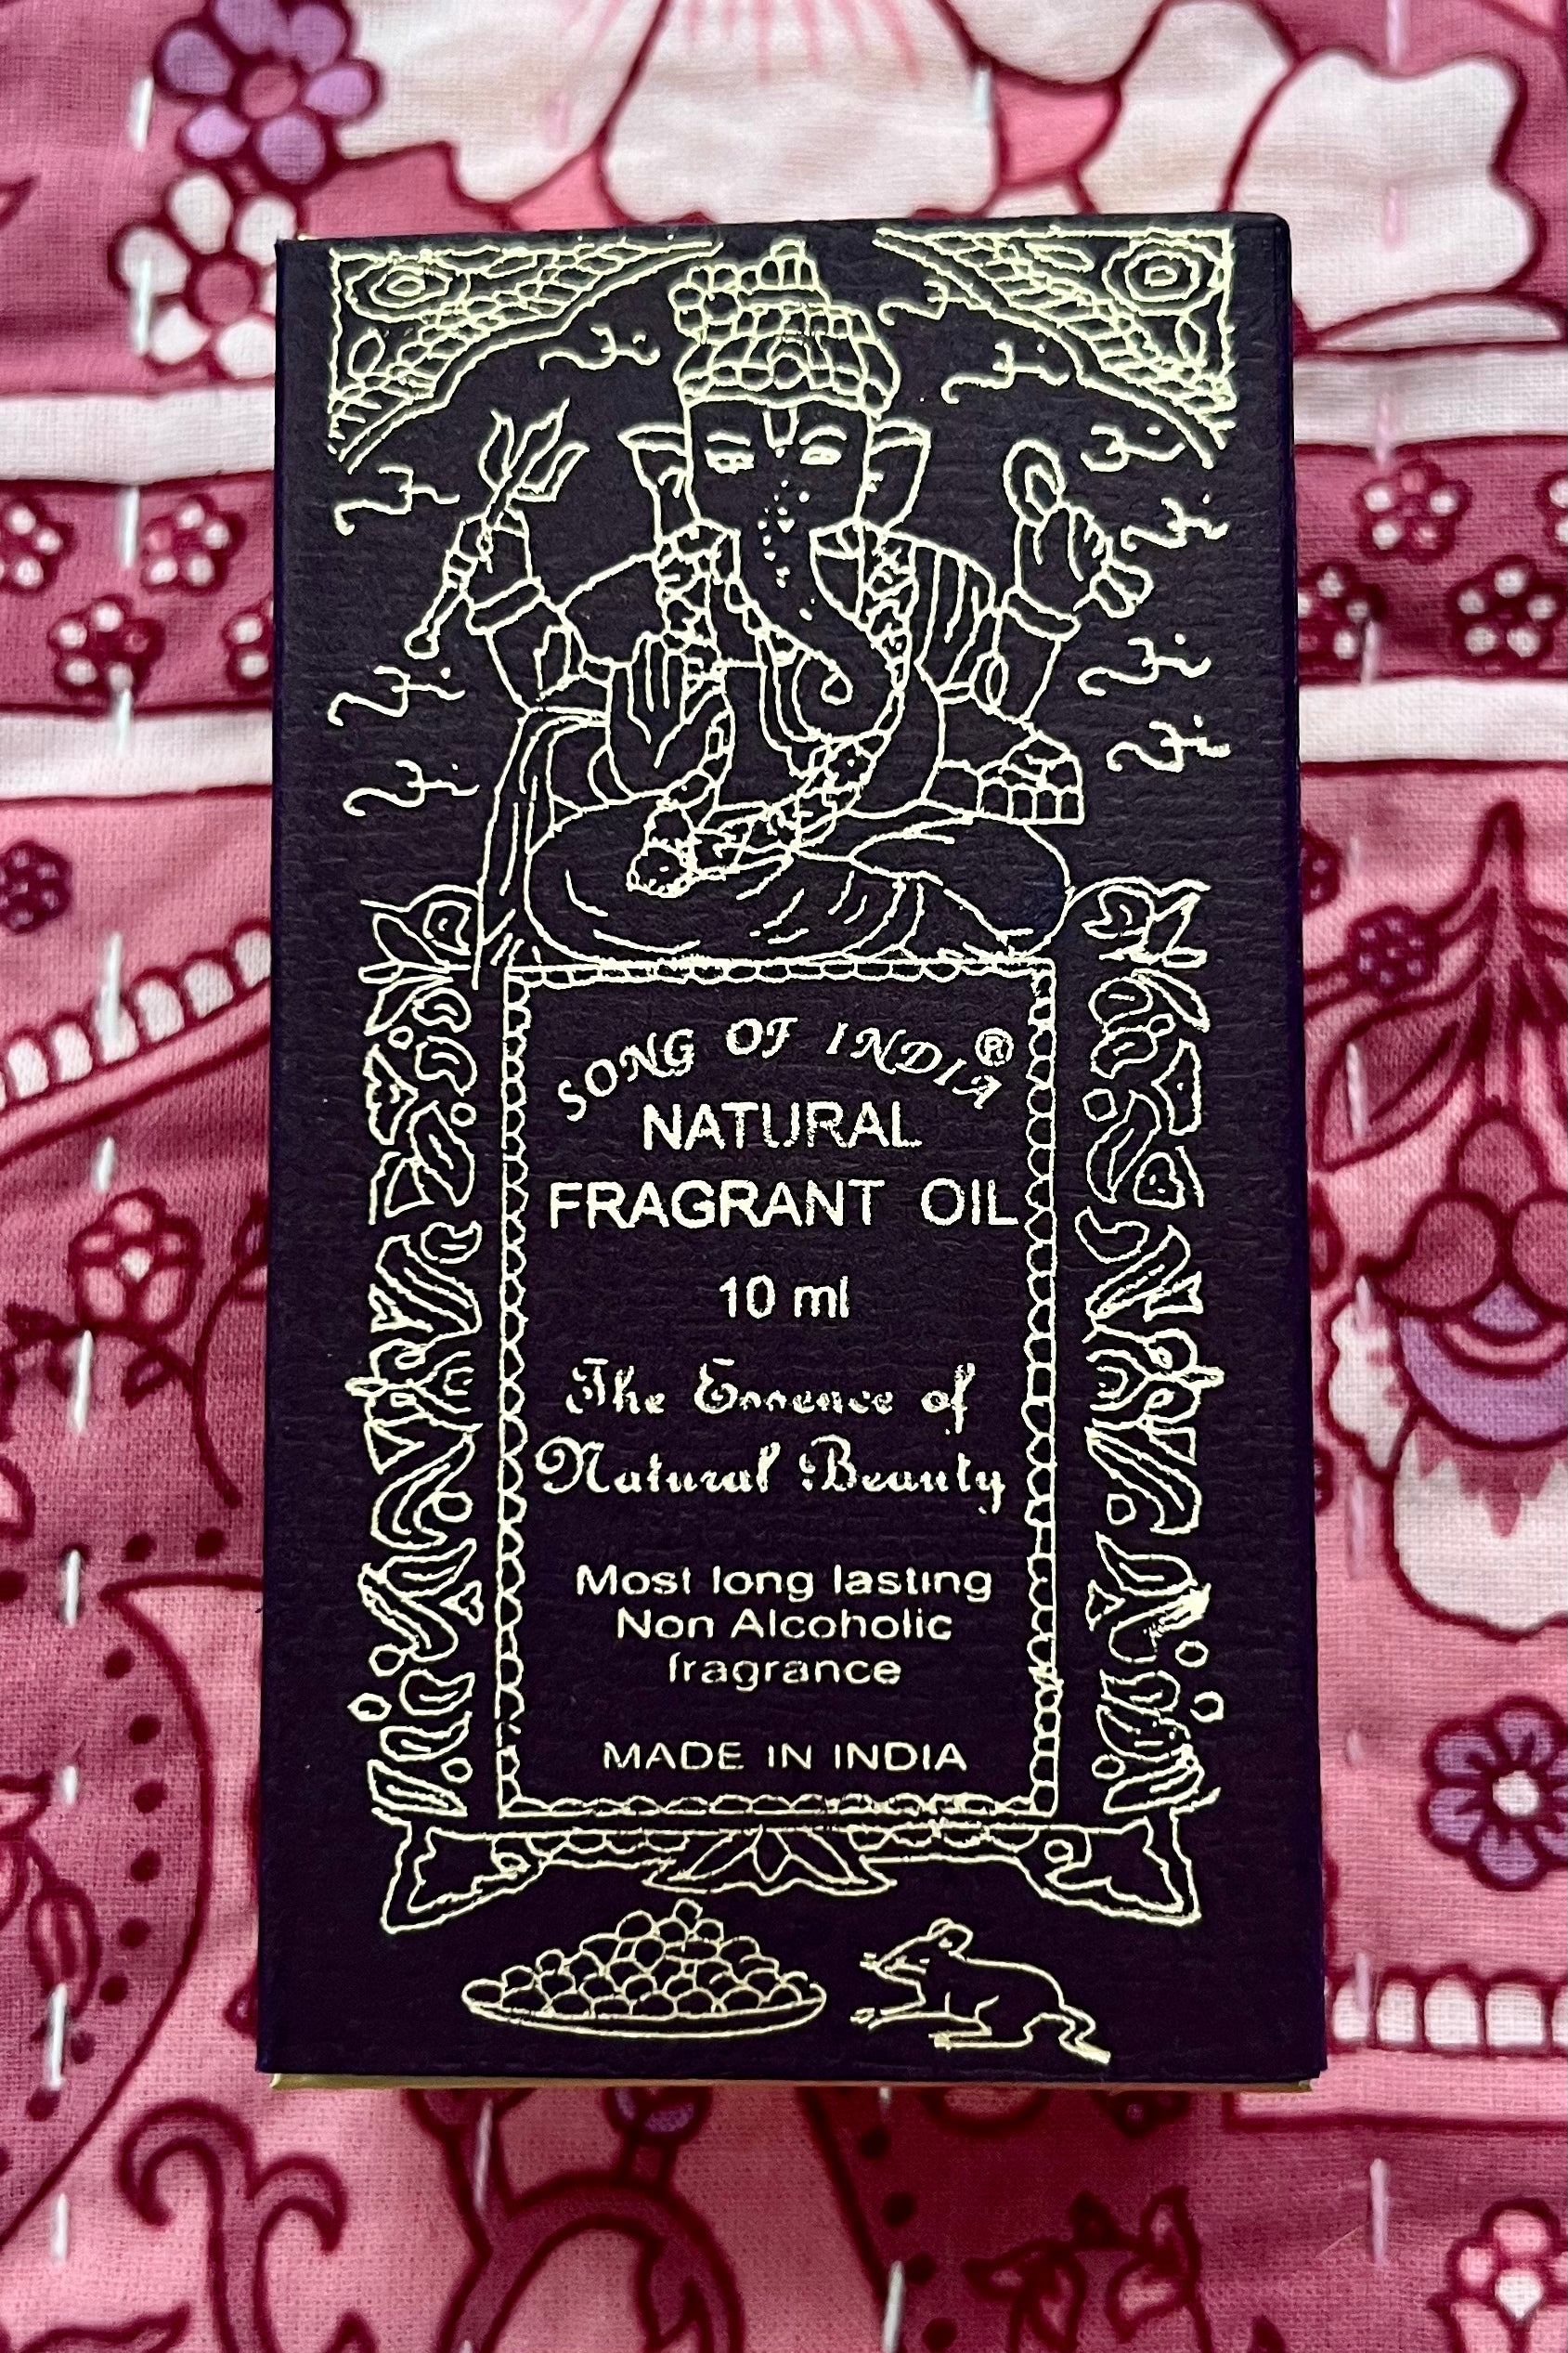 SONG OF INDIA®
NATURAL
FRAGRANT OIL
10 ml
The Essence of
Natural Beauty
Most long lasting
Non Alcoholic
fragrance
MADE IN INDIA